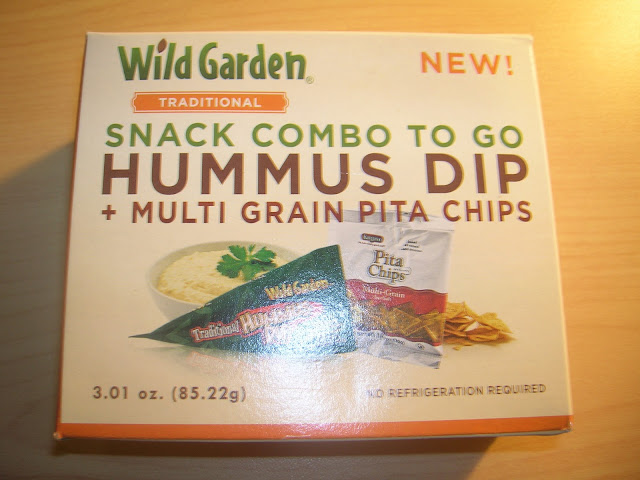 Wild Garden®
NEW!
TRADITIONAL
SNACK COMBO TO GO
HUMMUS DIP
+ MULTI GRAIN PITA CHIPS
Pita
Chips
Multi-Grain
Wild Garden
Traditional
3.01 oz. (85.22g)
NO REFRIGERATION REQUIRED